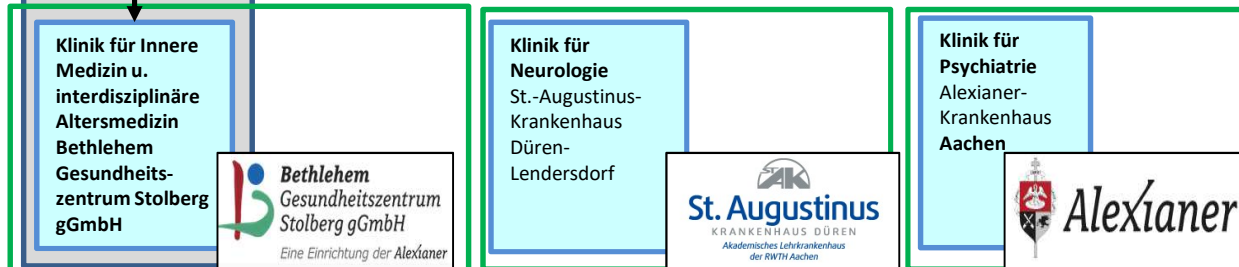 Klinik für Innere
Medizin u.
interdisziplinäre
Altersmedizin
Bethlehem
Gesundheits-
zentrum Stolberg
gGmbH
Bethlehem
Gesundheitszentrum
Stolberg gGmbH
Eine Einrichtung der Alexianer
Klinik für
Neurologie
St.-Augustinus-
Krankenhaus
Düren-
Lendersdorf
St. Augustinus
KRANKENHAUS DÜREN
Akademisches Lehrkrankenhaus
der RWTH Aachen
Klinik für
Psychiatrie
Alexianer-
Krankenhaus
Aachen
Alexianer